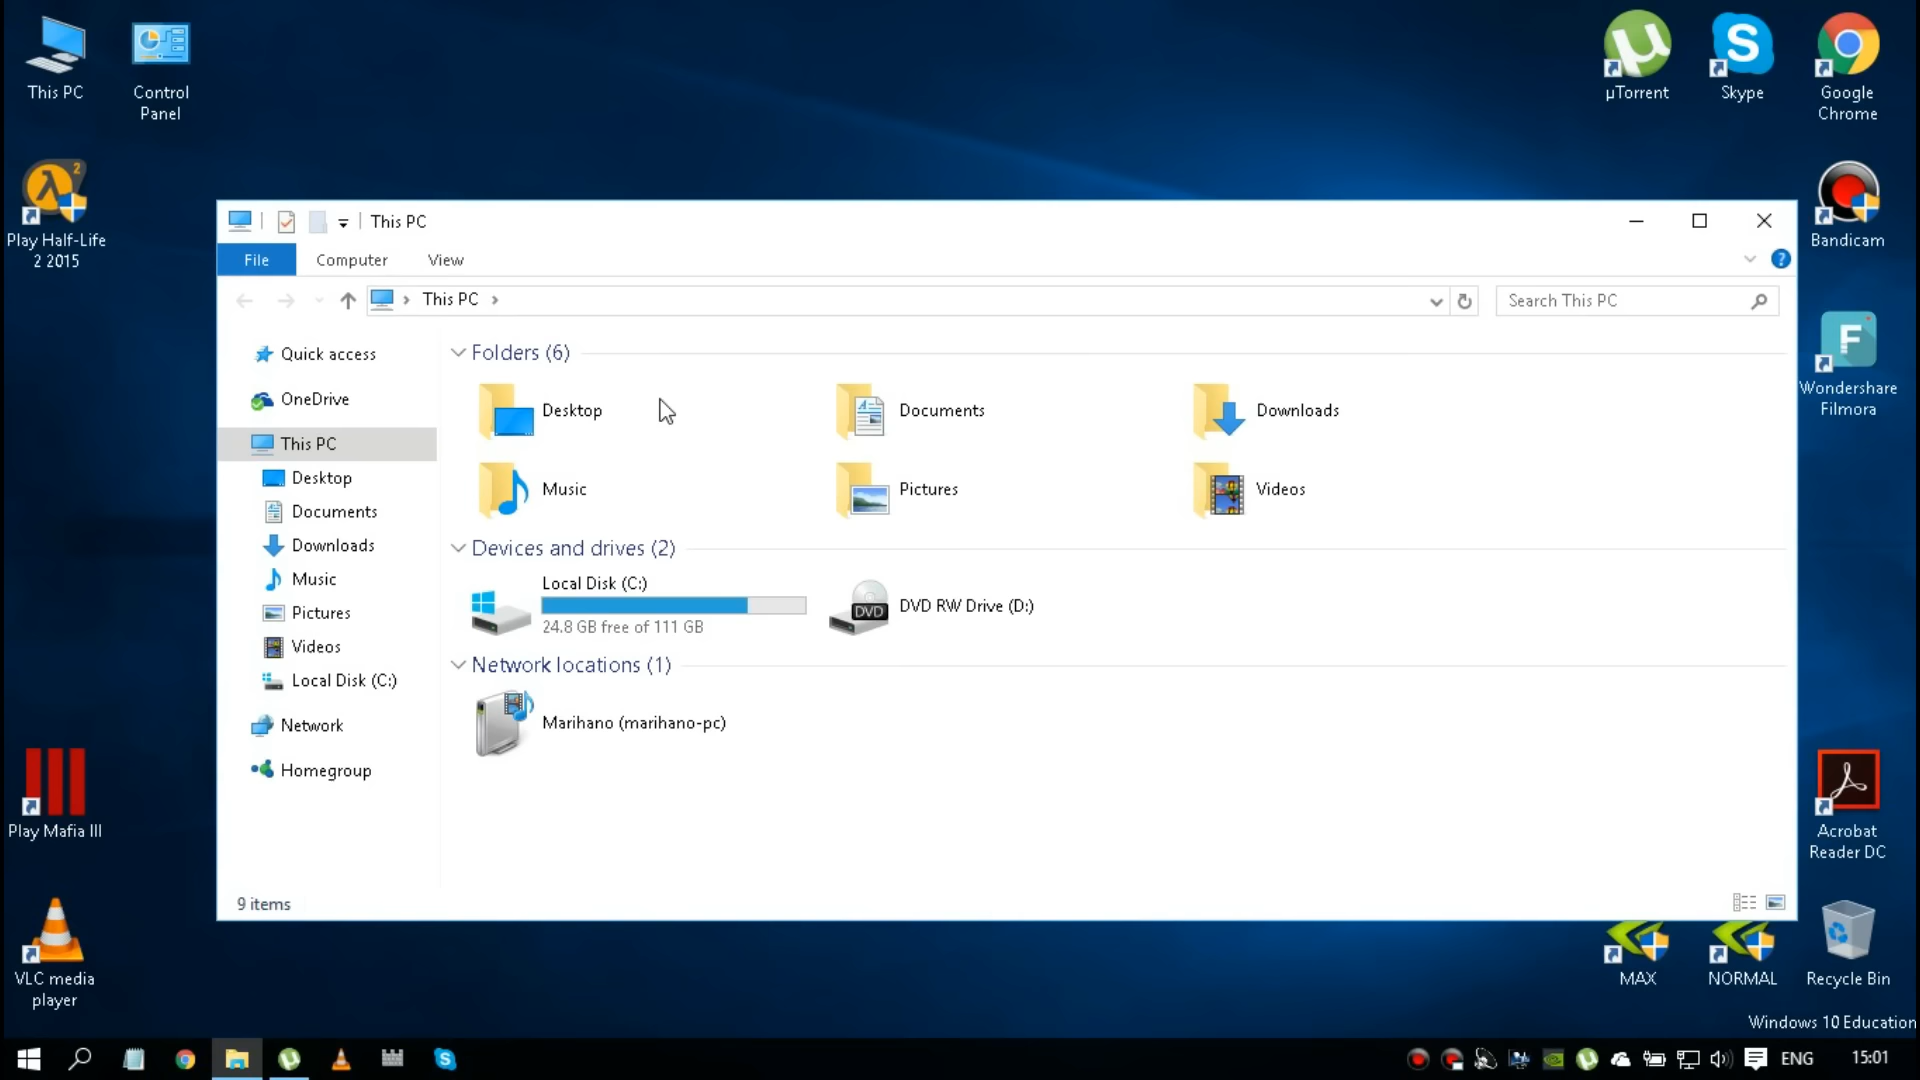 This PC
Control
Panel
µTorrent
Skype
Google
Chrome
Play Half-Life
2 2015
Bandicam
Wondershare
Filmora
This PC
File
Computer
View
This PC
Search This PC
Quick access
OneDrive
This PC
Desktop
Documents
Downloads
Music
Pictures
Videos
Local Disk (C:)
Network
Homegroup
Folders (6)
Desktop
Documents
Downloads
Music
Pictures
Videos
Devices and drives (2)
Local Disk (C:)
24.8 GB free of 111 GB
DVD
DVD RW Drive (D:)
Network locations (1)
Marihano (marihano-pc)
9 items
Play Mafia III
VLC media
player
Acrobat
Reader DC
MAX
NORMAL
Recycle Bin
Windows 10 Education
ENG
15:01